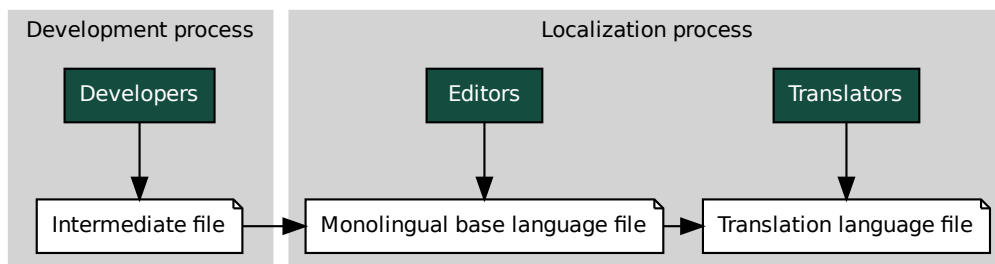 Development process
Localization process
Developers
Editors
Translators
Intermediate file
Monolingual base language file
Translation language file